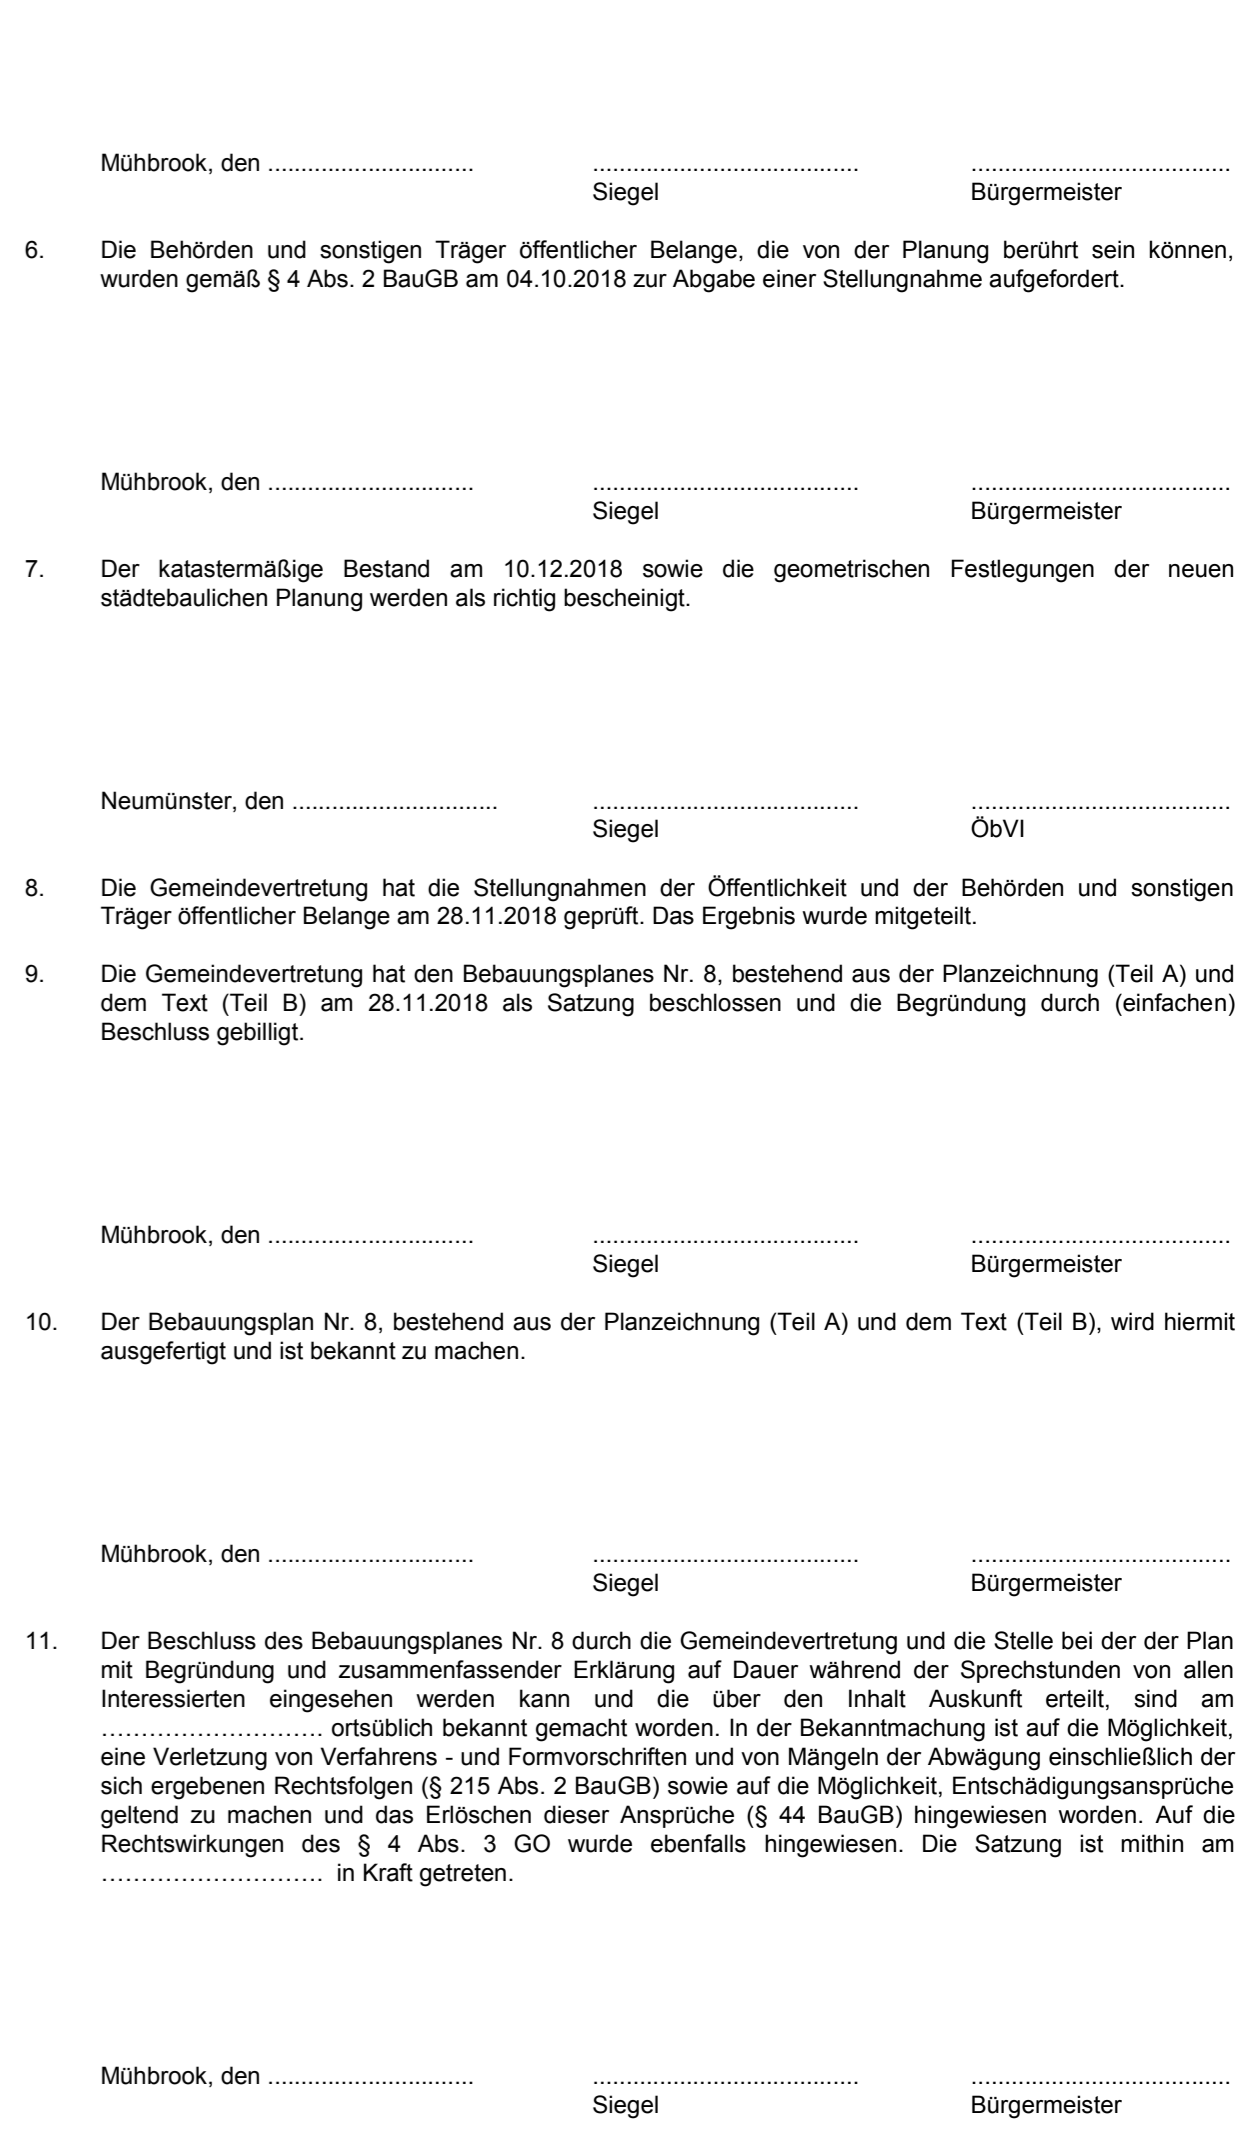 Mühbrook, den ............................... ........................................ .......................................
Siegel Bürgermeister
6. Die Behörden und sonstigen Träger öffentlicher Belange, die von der Planung berührt sein können,
wurden gemäß § 4 Abs. 2 BauGB am 04.10.2018 zur Abgabe einer Stellungnahme aufgefordert.
Mühbrook, den ............................... ........................................ .......................................
Siegel Bürgermeister
7. Der katastermäßige Bestand am 10.12.2018 sowie die geometrischen Festlegungen der neuen
städtebaulichen Planung werden als richtig bescheinigt.
Neumünster, den ............................... ........................................ .......................................
Siegel ÖbVI
8. Die Gemeindevertretung hat die Stellungnahmen der Öffentlichkeit und der Behörden und sonstigen
Träger öffentlicher Belange am 28.11.2018 geprüft. Das Ergebnis wurde mitgeteilt.
9. Die Gemeindevertretung hat den Bebauungsplanes Nr. 8, bestehend aus der Planzeichnung (Teil A) und
dem Text (Teil B) am 28.11.2018 als Satzung beschlossen und die Begründung durch (einfachen)
Beschluss gebilligt.
Mühbrook, den ............................... ........................................ .......................................
Siegel Bürgermeister
10. Der Bebauungsplan Nr. 8, bestehend aus der Planzeichnung (Teil A) und dem Text (Teil B), wird hiermit
ausgefertigt und ist bekannt zu machen.
Mühbrook, den ............................... ........................................ .......................................
Siegel Bürgermeister
11. Der Beschluss des Bebauungsplanes Nr. 8 durch die Gemeindevertretung und die Stelle bei der der Plan
mit Begründung und zusammenfassender Erklärung auf Dauer während der Sprechstunden von allen
Interessierten eingesehen werden kann und die über den Inhalt Auskunft erteilt, sind am
………………………. ortsüblich bekannt gemacht worden. In der Bekanntmachung ist auf die Möglichkeit,
eine Verletzung von Verfahrens - und Formvorschriften und von Mängeln der Abwägung einschließlich der
sich ergebenen Rechtsfolgen (§ 215 Abs. 2 BauGB) sowie auf die Möglichkeit, Entschädigungsansprüche
geltend zu machen und das Erlöschen dieser Ansprüche (§ 44 BauGB) hingewiesen worden. Auf die
Rechtswirkungen des § 4 Abs. 3 GO wurde ebenfalls hingewiesen. Die Satzung ist mithin am
………………………. in Kraft getreten.
Mühbrook, den ............................... ........................................ .......................................
Siegel Bürgermeister